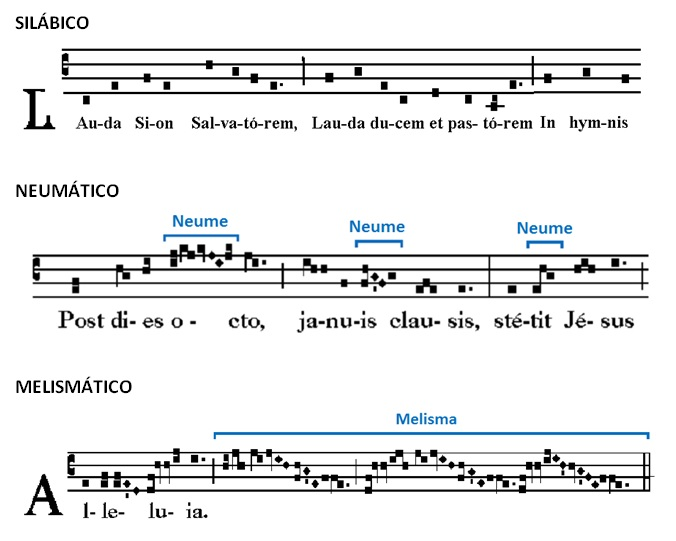 SILÁBICO
L Au-da Si-on Sal-va-tó-rem, Lau-da du-cem et pas- tó-rem In hym-nis
NEUMÁTICO
Neume Neume Neume
Post di- es o - cto, ja-nu-is clau- sis, sté-tit Jé- sus
MELISMÁTICO
Melisma
A l- le- lu- ia.